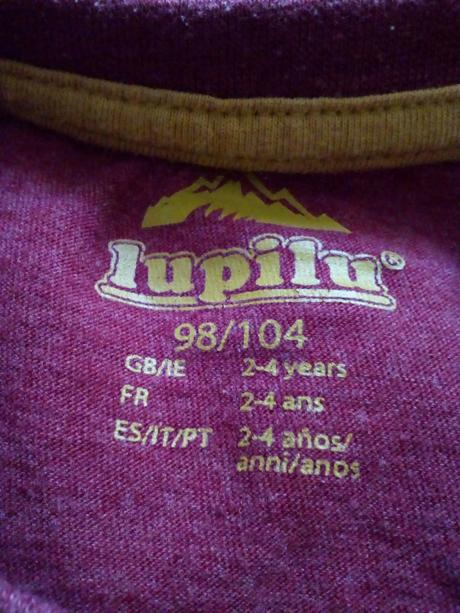 lupilu®
98/104
GB/IE 2-4 years
FR 2-4 ans
ES/IT/PT 2-4 años/
anni/anos